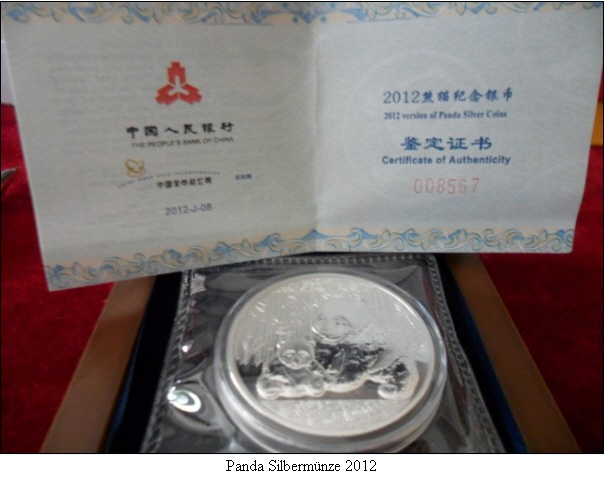 中国人民银行
THE PEOPLE'S BANK OF CHINA
中国金币总公司
2012-J-08
2012熊猫纪念银币
2012 version of Panda Silver Coins
鉴定证书
Certificate of Authenticity
008567
Panda Silbermünze 2012